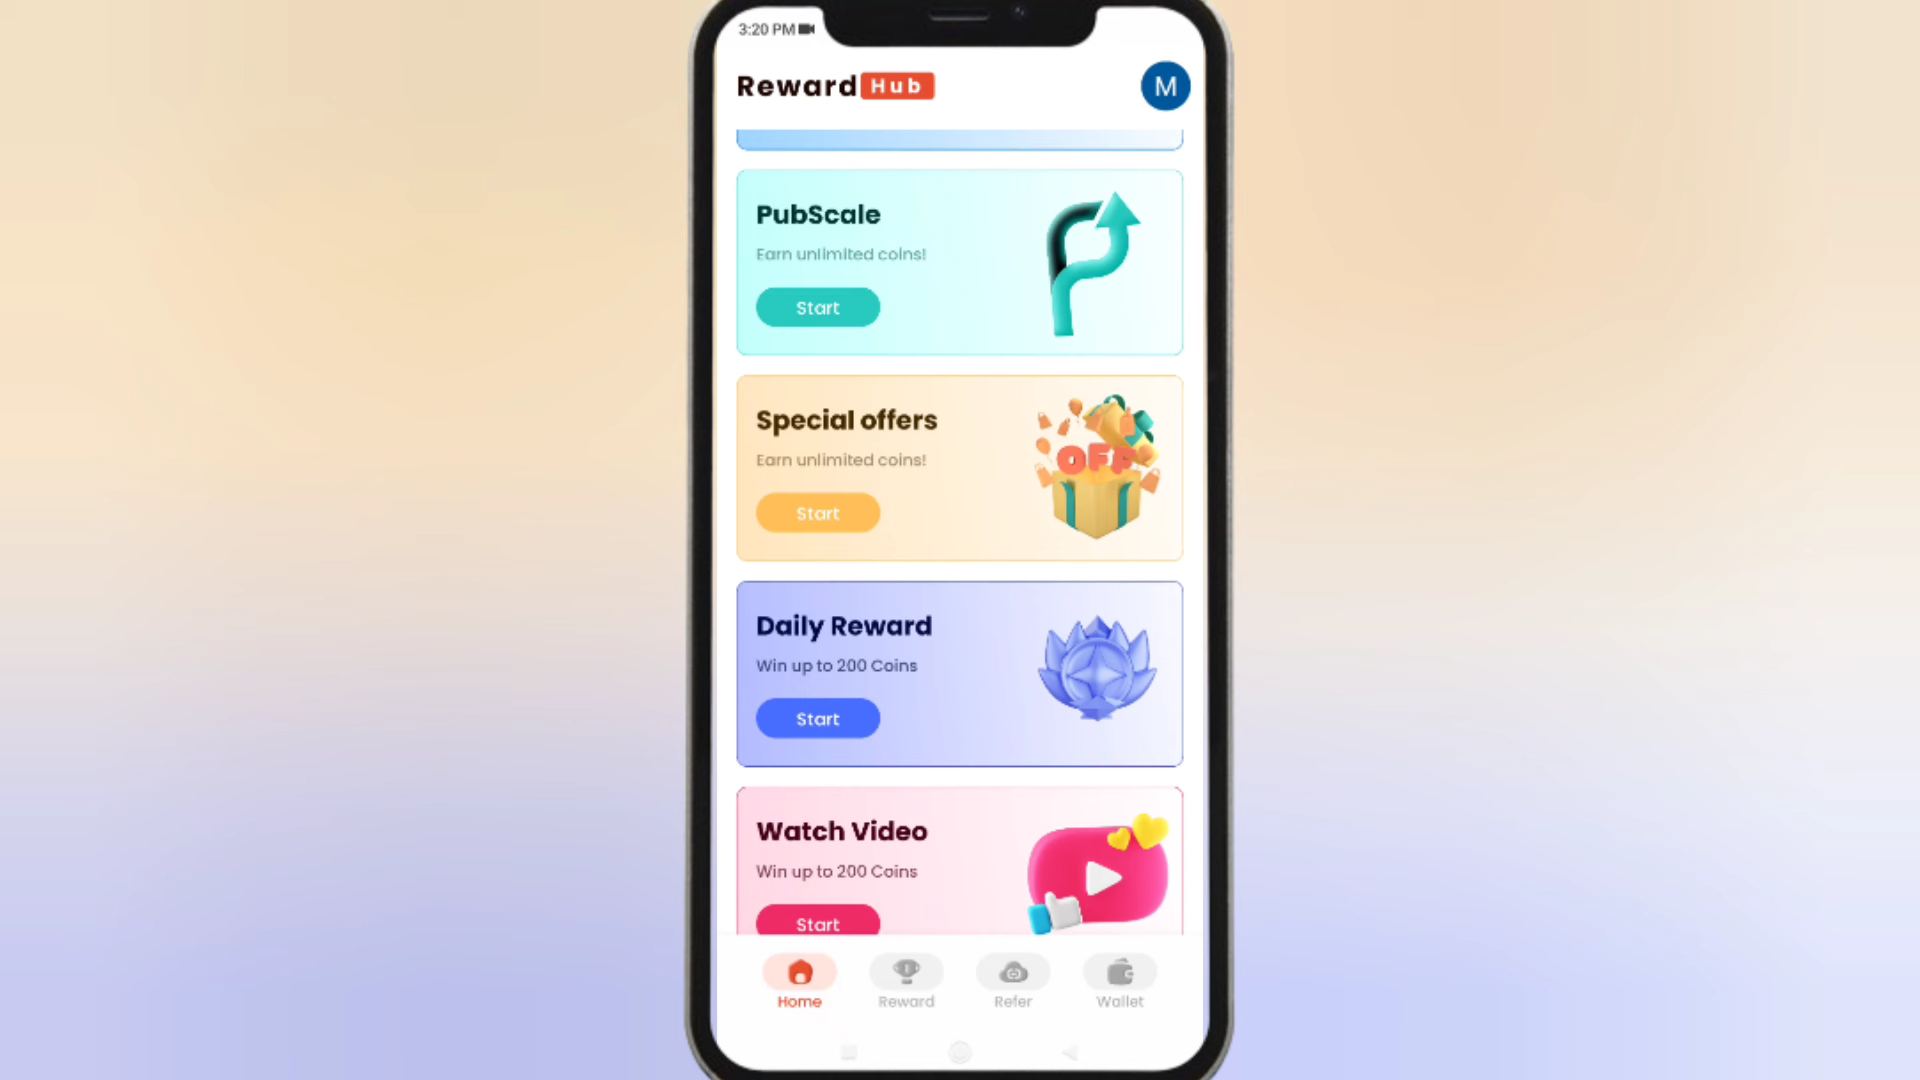 3:20 PM
Reward Hub
M
PubScale
Earn unlimited coins!
Start
Special offers
Earn unlimited coins!
OFF
Start
Daily Reward
Win up to 200 Coins
Start
Watch Video
Win up to 200 Coins
Start
Home
Reward
Refer
Wallet